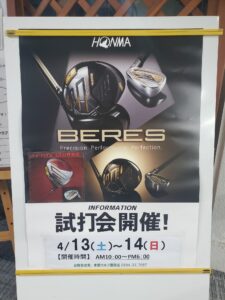 HONMA
BERES
Precision. Performance. Perfection.
INFORMATION
試打会開催!
4/13(土)~14(日)
【開催時間】 AM10:00~PM5:00